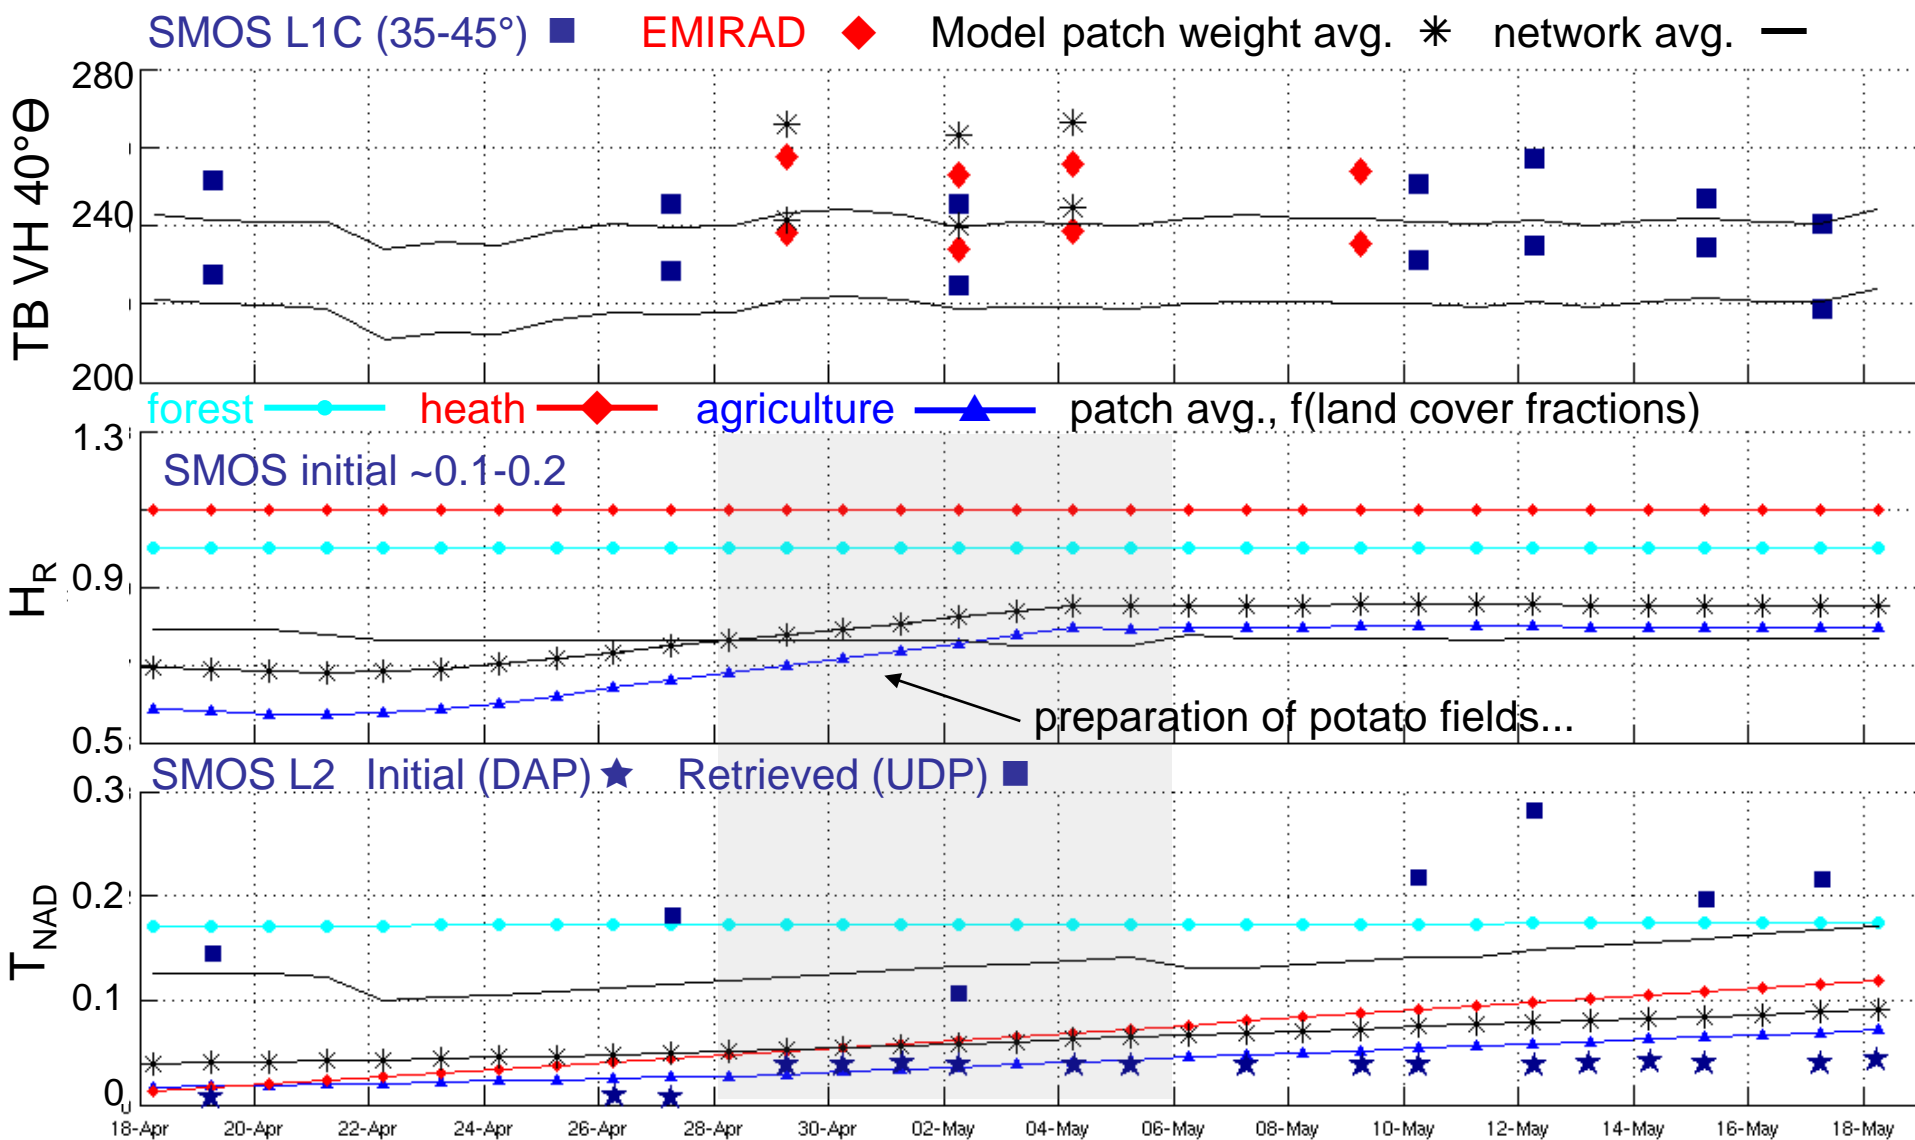 SMOS L1C (35-45°) EMIRAD Model patch weight avg. network avg.
280
240
200
TB VH 40°Θ
forest heath agriculture patch avg., f(land cover fractions)
1.3
SMOS initial ~0.1-0.2
0.9
0.5
H_R
preparation of potato fields...
SMOS L2 Initial (DAP) Retrieved (UDP)
0.3
0.2
0.1
0
T_NAD
18-Apr 20-Apr 22-Apr 24-Apr 26-Apr 28-Apr 30-Apr 02-May 04-May 06-May 08-May 10-May 12-May 14-May 16-May 18-May